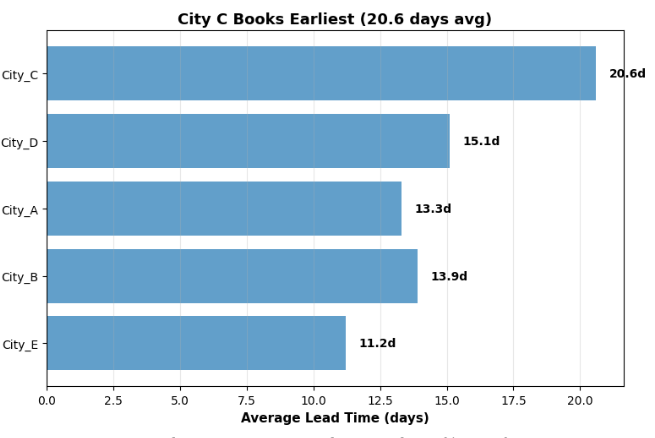 City C Books Earliest (20.6 days avg)
City_C
20.6d
City_D
15.1d
City_A
13.3d
City_B
13.9d
City_E
11.2d
0.0 2.5 5.0 7.5 10.0 12.5 15.0 17.5 20.0
Average Lead Time (days)